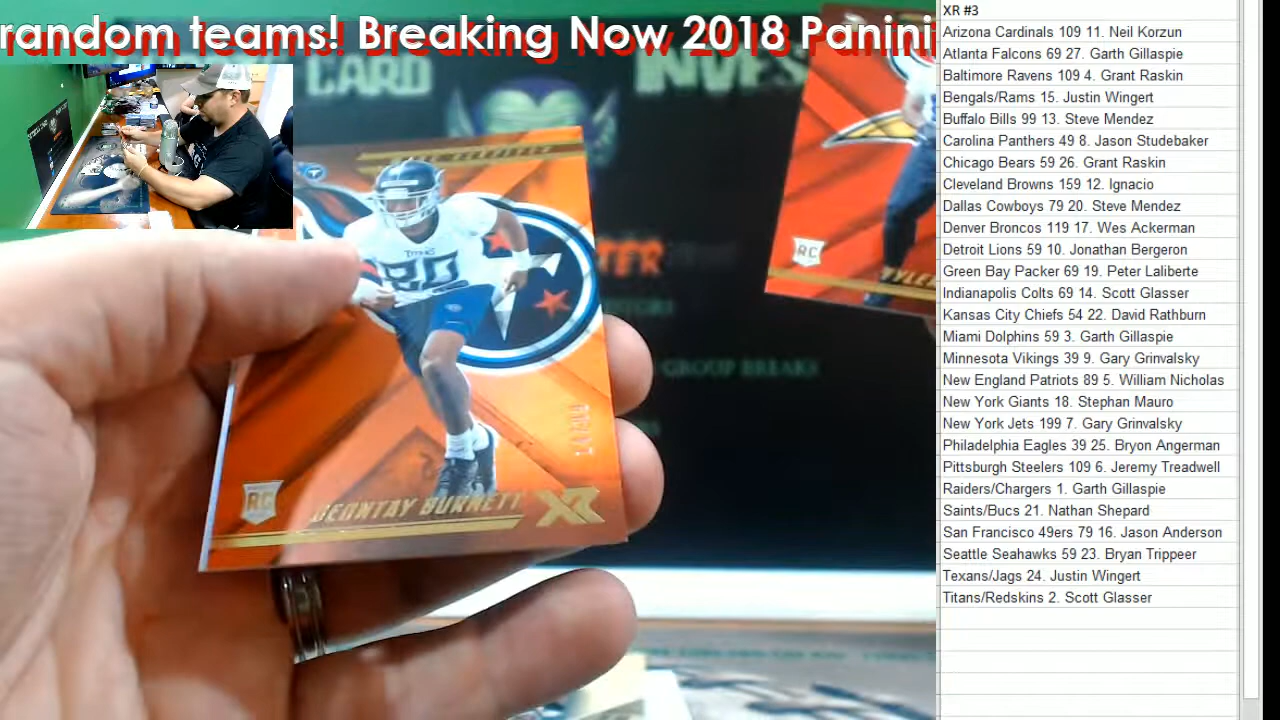 random teams! Breaking Now 2018 Panini
CARD
INVES
TITANS
80
RC
DEONTAY BURNETT
XR
RC
TYLER
GROUP BREAKS
XR #3
Arizona Cardinals 109 11. Neil Korzun
Atlanta Falcons 69 27. Garth Gillaspie
Baltimore Ravens 109 4. Grant Raskin
Bengals/Rams 15. Justin Wingert
Buffalo Bills 99 13. Steve Mendez
Carolina Panthers 49 8. Jason Studebaker
Chicago Bears 59 26. Grant Raskin
Cleveland Browns 159 12. Ignacio
Dallas Cowboys 79 20. Steve Mendez
Denver Broncos 119 17. Wes Ackerman
Detroit Lions 59 10. Jonathan Bergeron
Green Bay Packer 69 19. Peter Laliberte
Indianapolis Colts 69 14. Scott Glasser
Kansas City Chiefs 54 22. David Rathburn
Miami Dolphins 59 3. Garth Gillaspie
Minnesota Vikings 39 9. Gary Grinvalsky
New England Patriots 89 5. William Nicholas
New York Giants 18. Stephan Mauro
New York Jets 199 7. Gary Grinvalsky
Philadelphia Eagles 39 25. Bryon Angerman
Pittsburgh Steelers 109 6. Jeremy Treadwell
Raiders/Chargers 1. Garth Gillaspie
Saints/Bucs 21. Nathan Shepard
San Francisco 49ers 79 16. Jason Anderson
Seattle Seahawks 59 23. Bryan Trippeer
Texans/Jags 24. Justin Wingert
Titans/Redskins 2. Scott Glasser